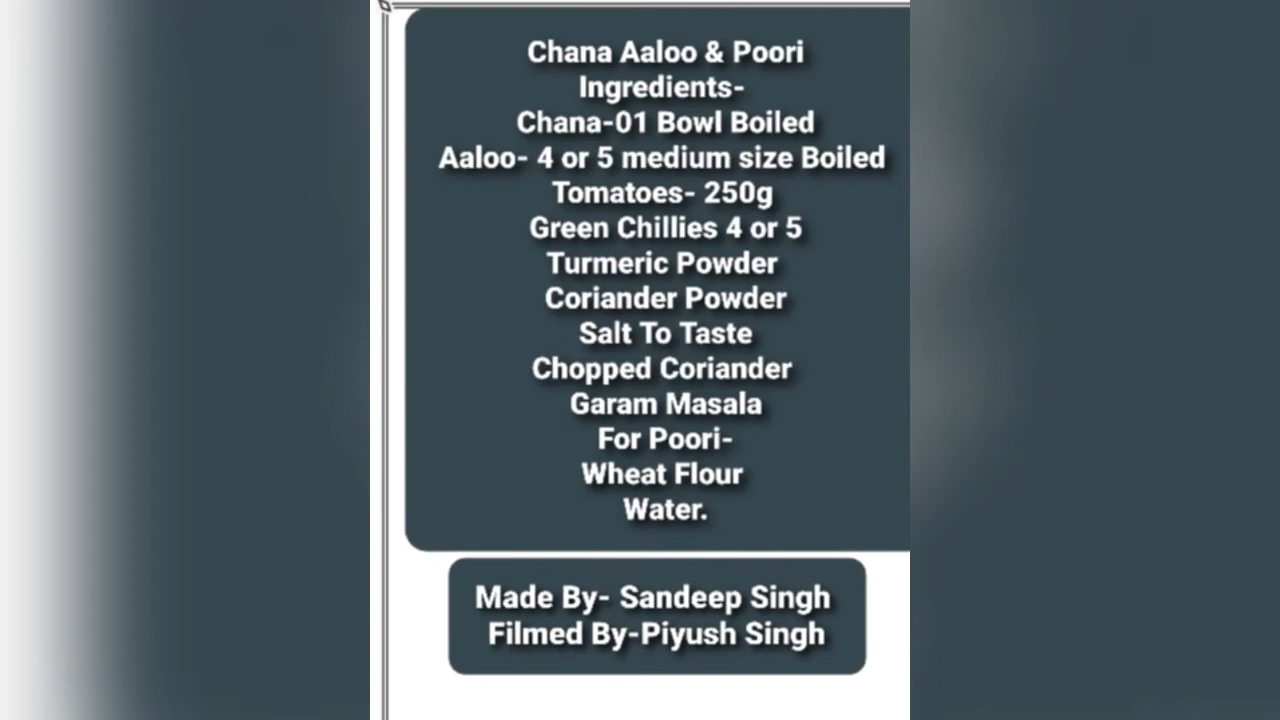 Chana Aaloo & Poori
Ingredients-
Chana-01 Bowl Boiled
Aaloo- 4 or 5 medium size Boiled
Tomatoes- 250g
Green Chillies 4 or 5
Turmeric Powder
Coriander Powder
Salt To Taste
Chopped Coriander
Garam Masala
For Poori-
Wheat Flour
Water.
Made By- Sandeep Singh
Filmed By-Piyush Singh